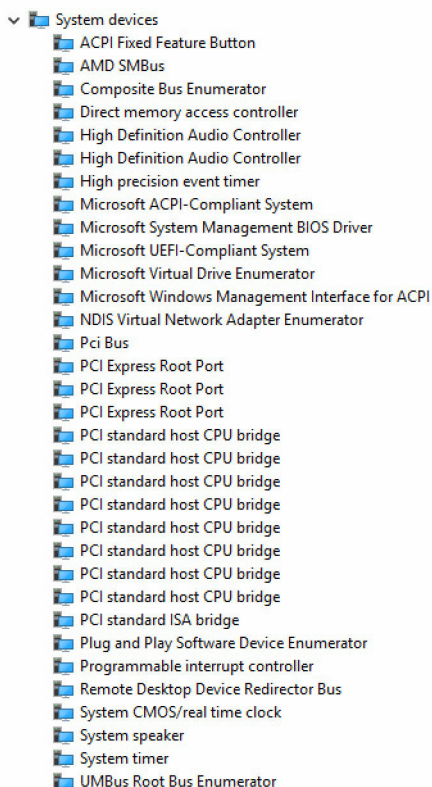 System devices
ACPI Fixed Feature Button
AMD SMBus
Composite Bus Enumerator
Direct memory access controller
High Definition Audio Controller
High Definition Audio Controller
High precision event timer
Microsoft ACPI-Compliant System
Microsoft System Management BIOS Driver
Microsoft UEFI-Compliant System
Microsoft Virtual Drive Enumerator
Microsoft Windows Management Interface for ACPI
NDIS Virtual Network Adapter Enumerator
Pci Bus
PCI Express Root Port
PCI Express Root Port
PCI Express Root Port
PCI standard host CPU bridge
PCI standard host CPU bridge
PCI standard host CPU bridge
PCI standard host CPU bridge
PCI standard host CPU bridge
PCI standard host CPU bridge
PCI standard host CPU bridge
PCI standard host CPU bridge
PCI standard ISA bridge
Plug and Play Software Device Enumerator
Programmable interrupt controller
Remote Desktop Device Redirector Bus
System CMOS/real time clock
System speaker
System timer
UMBus Root Bus Enumerator